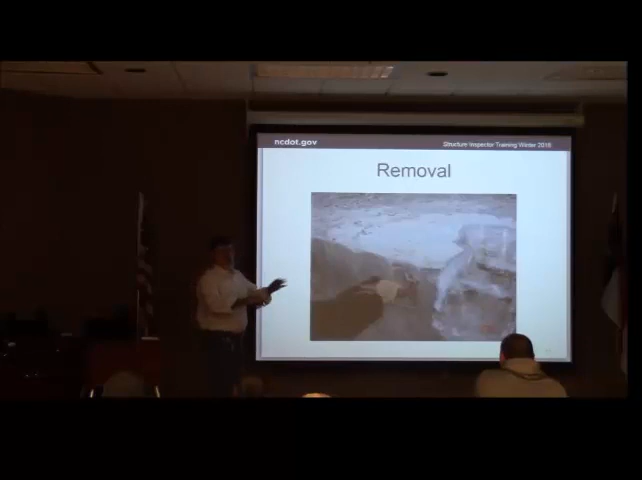 ncdot.gov
Structure Inspector Training Winter 2018
Removal